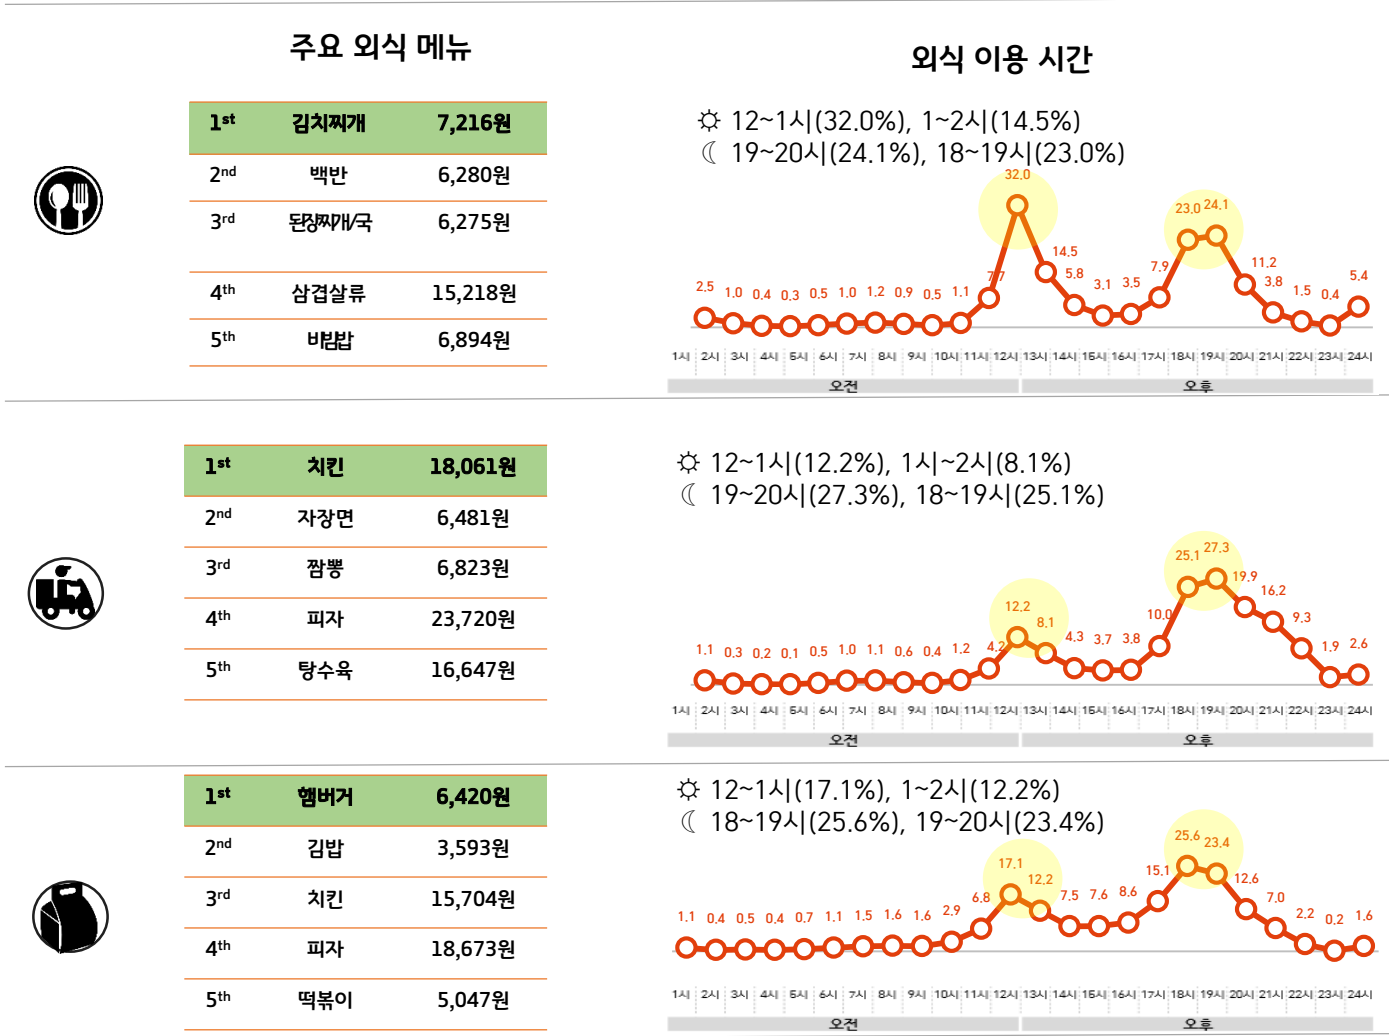 주요 외식 메뉴
외식 이용 시간
1st 김치찌개 7,216원
2nd 백반 6,280원
3rd 된장찌개/국 6,275원
4th 삼겹살류 15,218원
5th 비빔밥 6,894원
12~1시(32.0%), 1~2시(14.5%)
19~20시(24.1%), 18~19시(23.0%)
2.5 1.0 0.4 0.3 0.5 1.0 1.2 0.9 0.5 1.1 7.7 32.0 14.5 5.8 3.1 3.5 7.9 23.0 24.1 11.2 3.8 1.5 0.4 5.4
1시 2시 3시 4시 5시 6시 7시 8시 9시 10시 11시 12시 13시 14시 15시 16시 17시 18시 19시 20시 21시 22시 23시 24시
오전 오후
1st 치킨 18,061원
2nd 자장면 6,481원
3rd 짬뽕 6,823원
4th 피자 23,720원
5th 탕수육 16,647원
12~1시(12.2%), 1시~2시(8.1%)
19~20시(27.3%), 18~19시(25.1%)
1.1 0.3 0.2 0.1 0.5 1.0 1.1 0.6 0.4 1.2 4.2 12.2 8.1 4.3 3.7 3.8 10.0 25.1 27.3 19.9 16.2 9.3 1.9 2.6
1시 2시 3시 4시 5시 6시 7시 8시 9시 10시 11시 12시 13시 14시 15시 16시 17시 18시 19시 20시 21시 22시 23시 24시
오전 오후
1st 햄버거 6,420원
2nd 김밥 3,593원
3rd 치킨 15,704원
4th 피자 18,673원
5th 떡볶이 5,047원
12~1시(17.1%), 1~2시(12.2%)
18~19시(25.6%), 19~20시(23.4%)
1.1 0.4 0.5 0.4 0.7 1.1 1.5 1.6 1.6 2.9 6.8 17.1 12.2 7.5 7.6 8.6 15.1 25.6 23.4 12.6 7.0 2.2 0.2 1.6
1시 2시 3시 4시 5시 6시 7시 8시 9시 10시 11시 12시 13시 14시 15시 16시 17시 18시 19시 20시 21시 22시 23시 24시
오전 오후